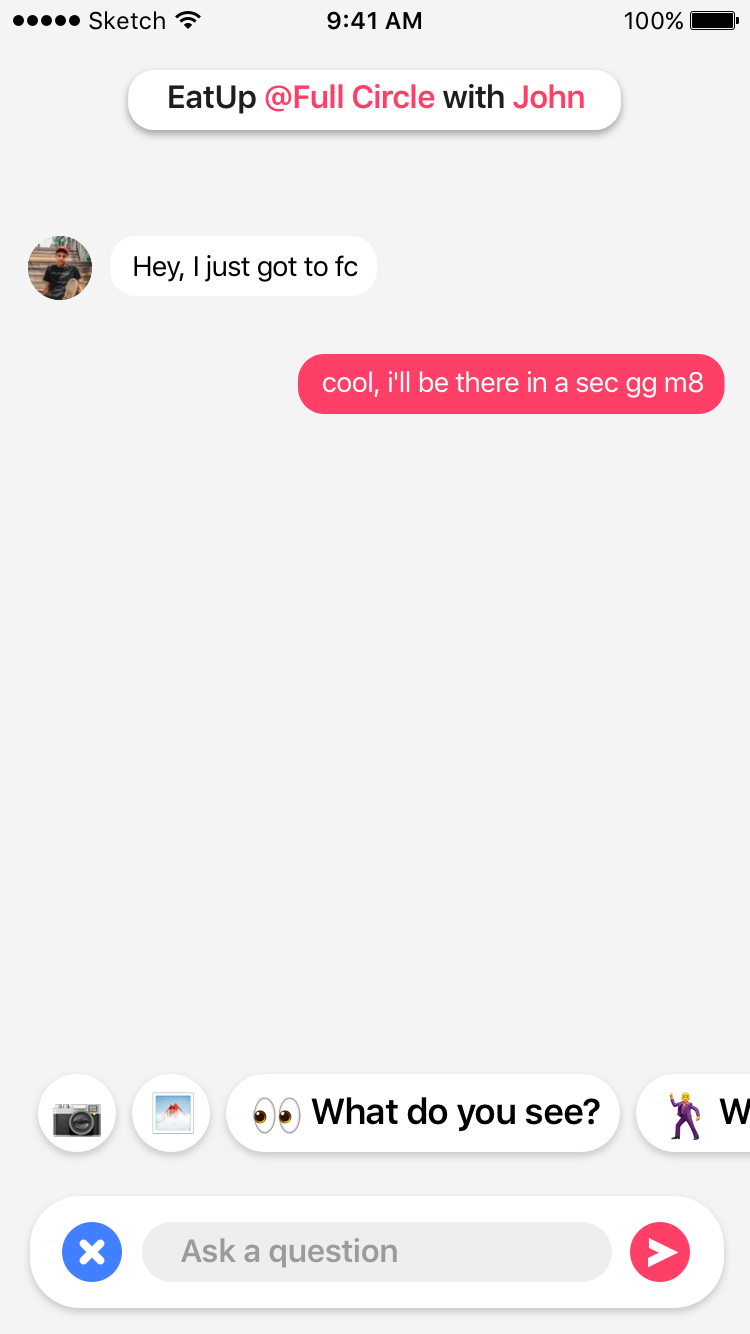 Sketch 9:41 AM 100%
EatUp @Full Circle with John
Hey, I just got to fc
cool, i'll be there in a sec gg m8
What do you see? W
Ask a question